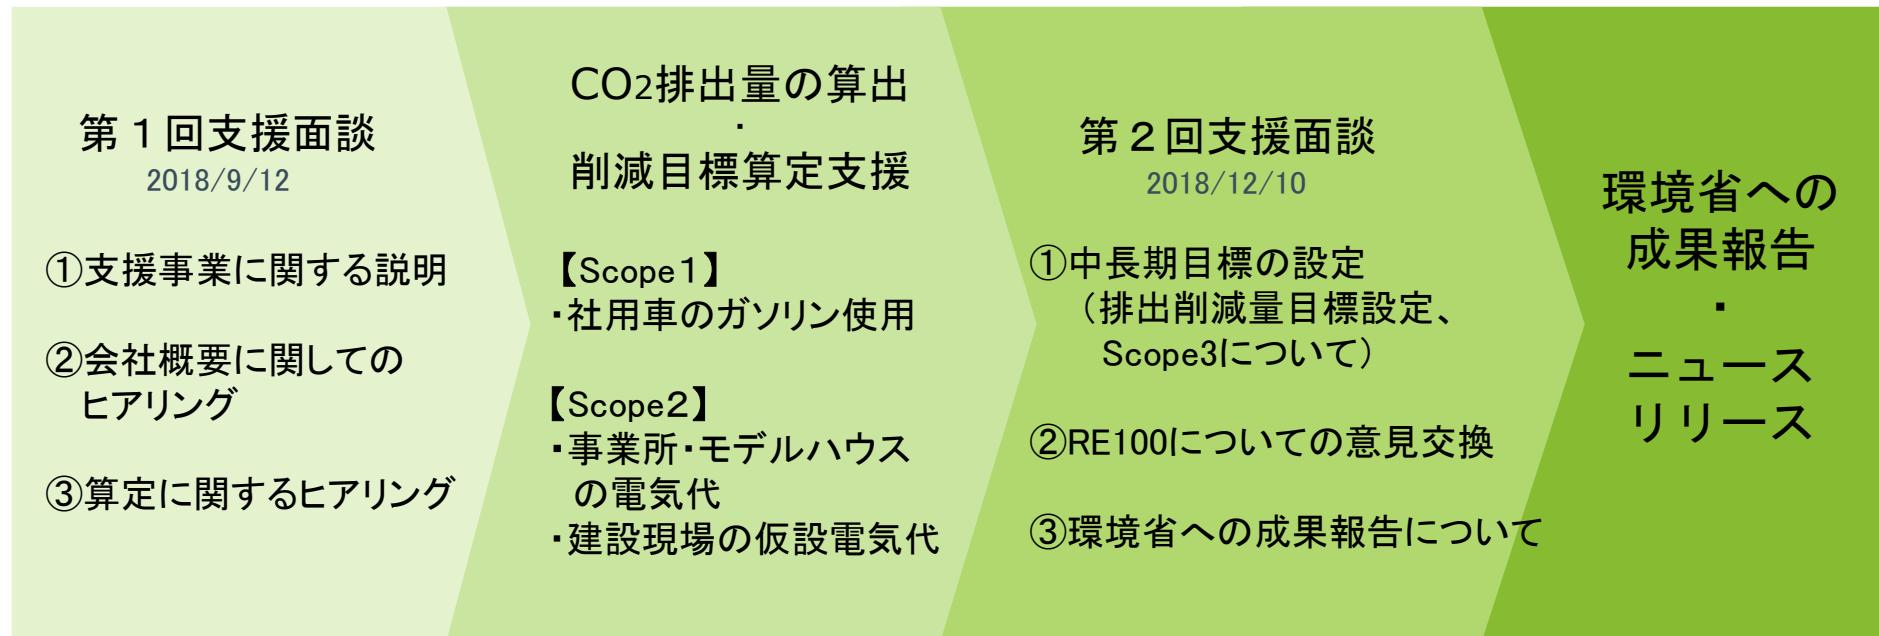 第１回支援面談
2018/9/12
①支援事業に関する説明
②会社概要に関しての
ヒアリング
③算定に関するヒアリング
CO2排出量の算出
・
削減目標算定支援
【Scope１】
・社用車のガソリン使用
【Scope２】
・事業所・モデルハウス
の電気代
・建設現場の仮設電気代
第２回支援面談
2018/12/10
①中長期目標の設定
（排出削減量目標設定、
Scope3について）
②RE100についての意見交換
③環境省への成果報告について
環境省への
成果報告
・
ニュース
リリース